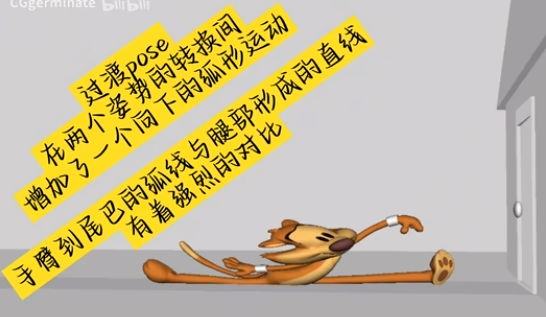 CGgerminate bilibili
过渡pose
在两个姿势的转换间
增加了一个向下的弧形运动
手臂到尾巴的弧线与腿部形成的直线
有着强烈的对比